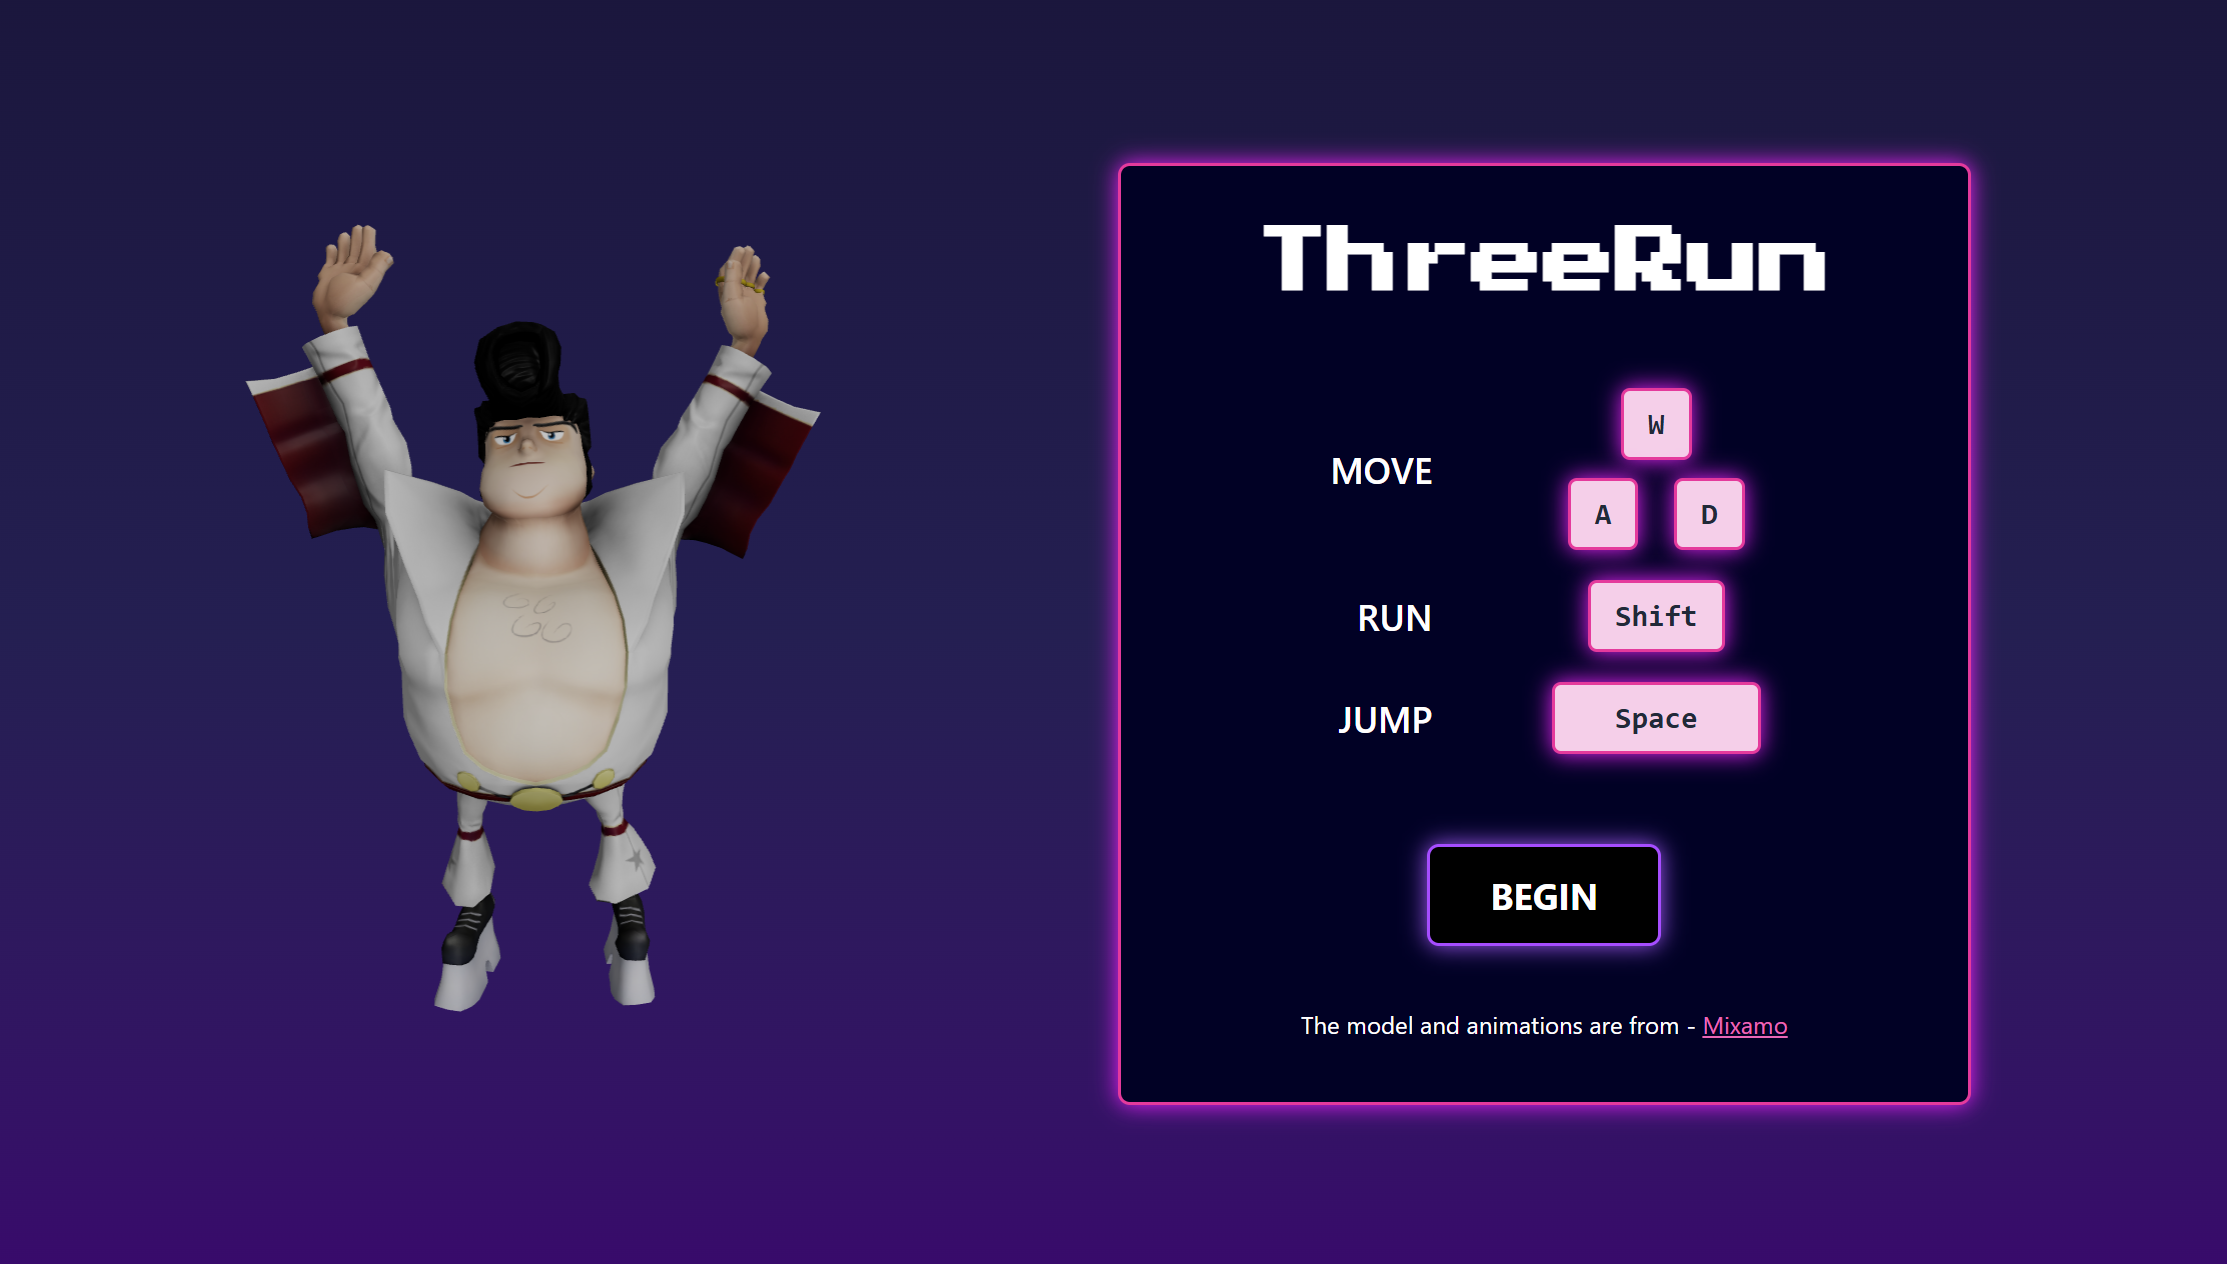 ThreeRun
W
MOVE
A D
RUN Shift
JUMP Space
BEGIN
The model and animations are from - Mixamo